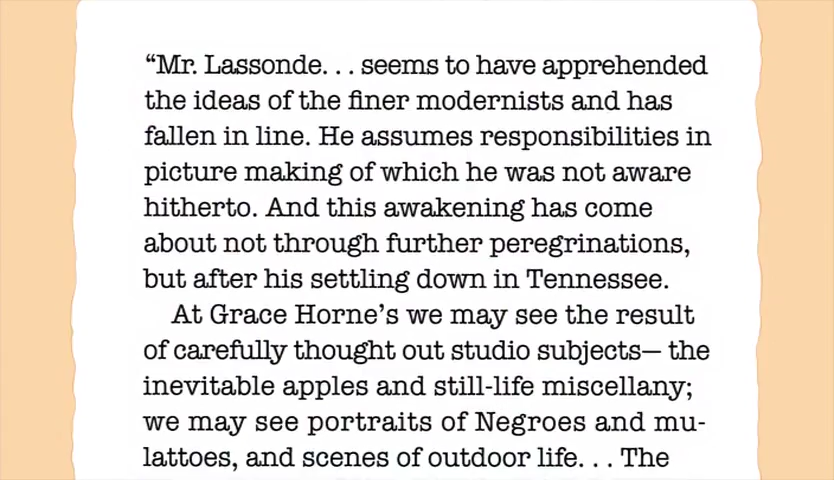 “Mr. Lassonde. . . seems to have apprehended
the ideas of the finer modernists and has
fallen in line. He assumes responsibilities in
picture making of which he was not aware
hitherto. And this awakening has come
about not through further peregrinations,
but after his settling down in Tennessee.
At Grace Horne’s we may see the result
of carefully thought out studio subjects— the
inevitable apples and still-life miscellany;
we may see portraits of Negroes and mu-
lattoes, and scenes of outdoor life. . . The